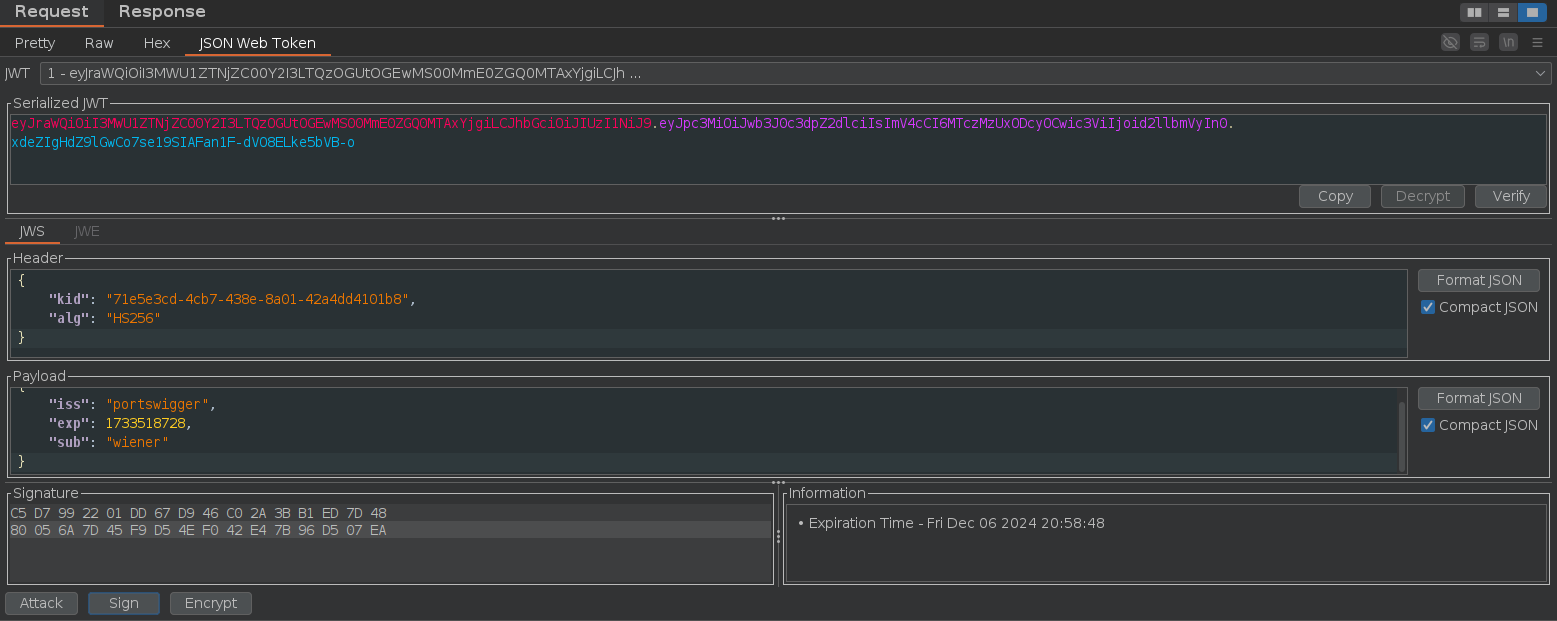 Request Response
Pretty Raw Hex JSON Web Token \n
JWT 1 - eyJraWQiOiI3MWU1ZTNjZC00Y2I3LTQzOGUtOGEwMS00MmE0ZGQ0MTAxYjgiLCJh ...
Serialized JWT
eyJraWQiOiI3MWU1ZTNjZC00Y2I3LTQzOGUtOGEwMS00MmE0ZGQ0MTAxYjgiLCJhbGciOiJIUzI1NiJ9.eyJpc3MiOiJwb3J0c3dpZ2dlciIsImV4cCI6MTczMzUxODcyOCwic3ViIjoid2llbmVyIn0.
xdeZIgHdZ9lGwCo7se19SIAFan1F-dVO8ELke5bVB-o
Copy Decrypt Verify
JWS JWE
Header
{
"kid": "71e5e3cd-4cb7-438e-8a01-42a4dd4101b8",
"alg": "HS256"
}
Format JSON
Compact JSON
Payload
{
"iss": "portswigger",
"exp": 1733518728,
"sub": "wiener"
}
Format JSON
Compact JSON
Signature
C5 D7 99 22 01 DD 67 D9 46 C0 2A 3B B1 ED 7D 48
80 05 6A 7D 45 F9 D5 4E F0 42 E4 7B 96 D5 07 EA
Information
• Expiration Time - Fri Dec 06 2024 20:58:48
Attack Sign Encrypt